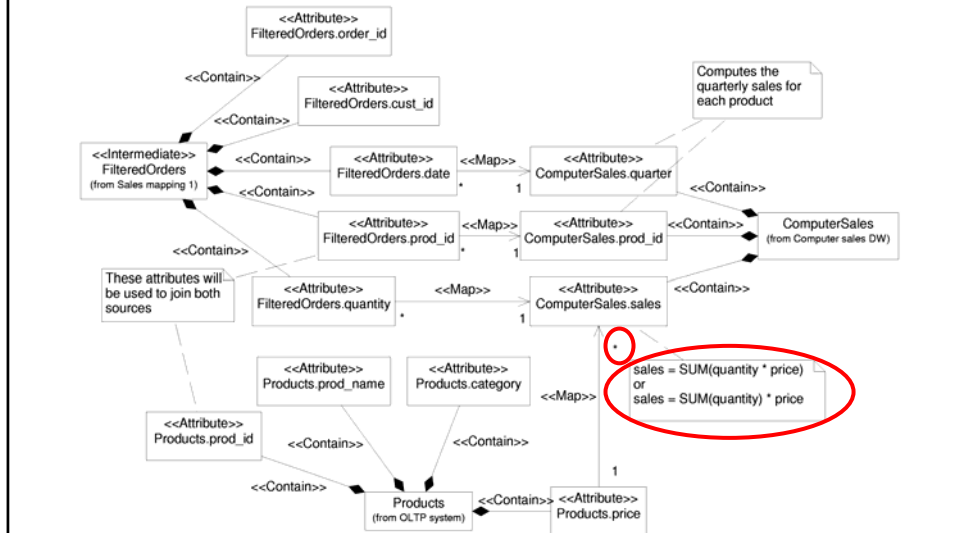 <<Attribute>>
FilteredOrders.order_id
<<Contain>>
<<Attribute>>
FilteredOrders.cust_id
<<Contain>>
Computes the
quarterly sales for
each product
<<Intermediate>>
FilteredOrders
(from Sales mapping 1)
<<Contain>>
<<Attribute>>
FilteredOrders.date
<<Map>>
*
1
<<Attribute>>
ComputerSales.quarter
<<Contain>>
<<Contain>>
<<Attribute>>
FilteredOrders.prod_id
<<Map>>
*
1
<<Attribute>>
ComputerSales.prod_id
<<Contain>>
ComputerSales
(from Computer sales DW)
<<Contain>>
These attributes will
be used to join both
sources
<<Attribute>>
FilteredOrders.quantity
<<Map>>
*
1
<<Attribute>>
ComputerSales.sales
<<Contain>>
*
sales = SUM(quantity * price)
or
sales = SUM(quantity) * price
<<Attribute>>
Products.prod_name
<<Attribute>>
Products.category
<<Map>>
<<Attribute>>
Products.prod_id
<<Contain>>
<<Contain>>
<<Contain>>
1
Products
(from OLTP system)
<<Contain>>
<<Attribute>>
Products.price